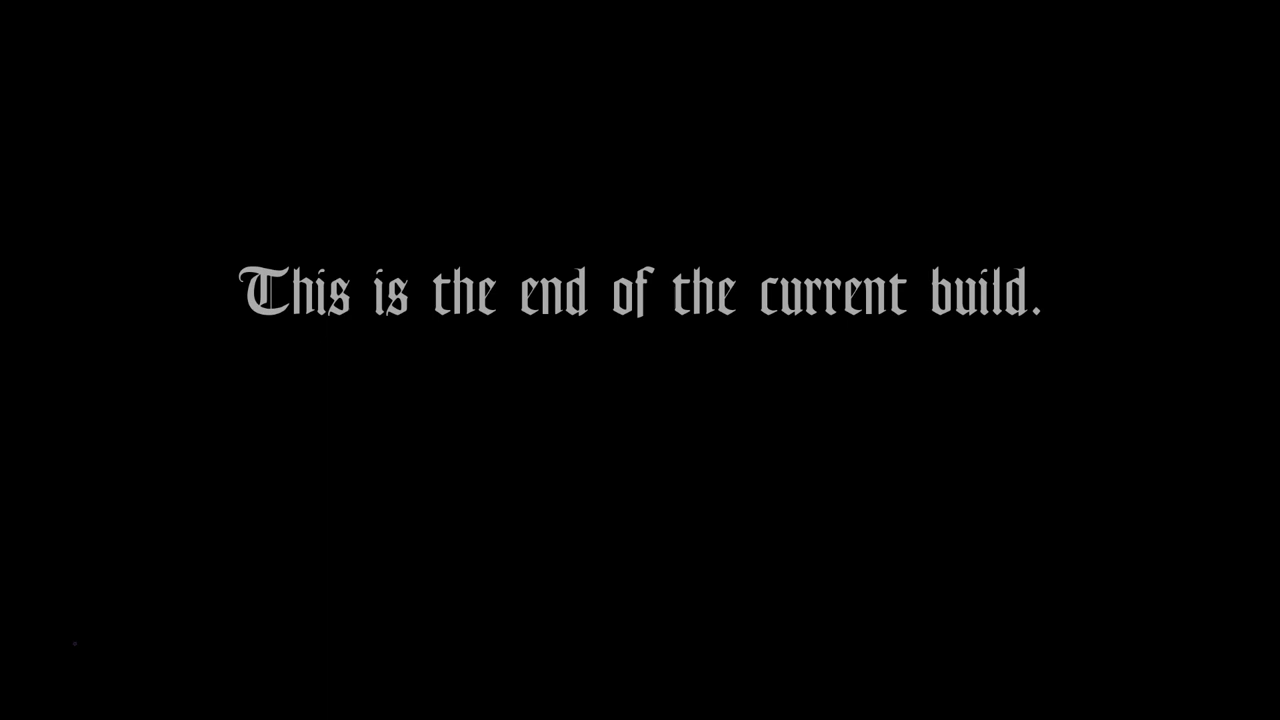 This is the end of the current build.